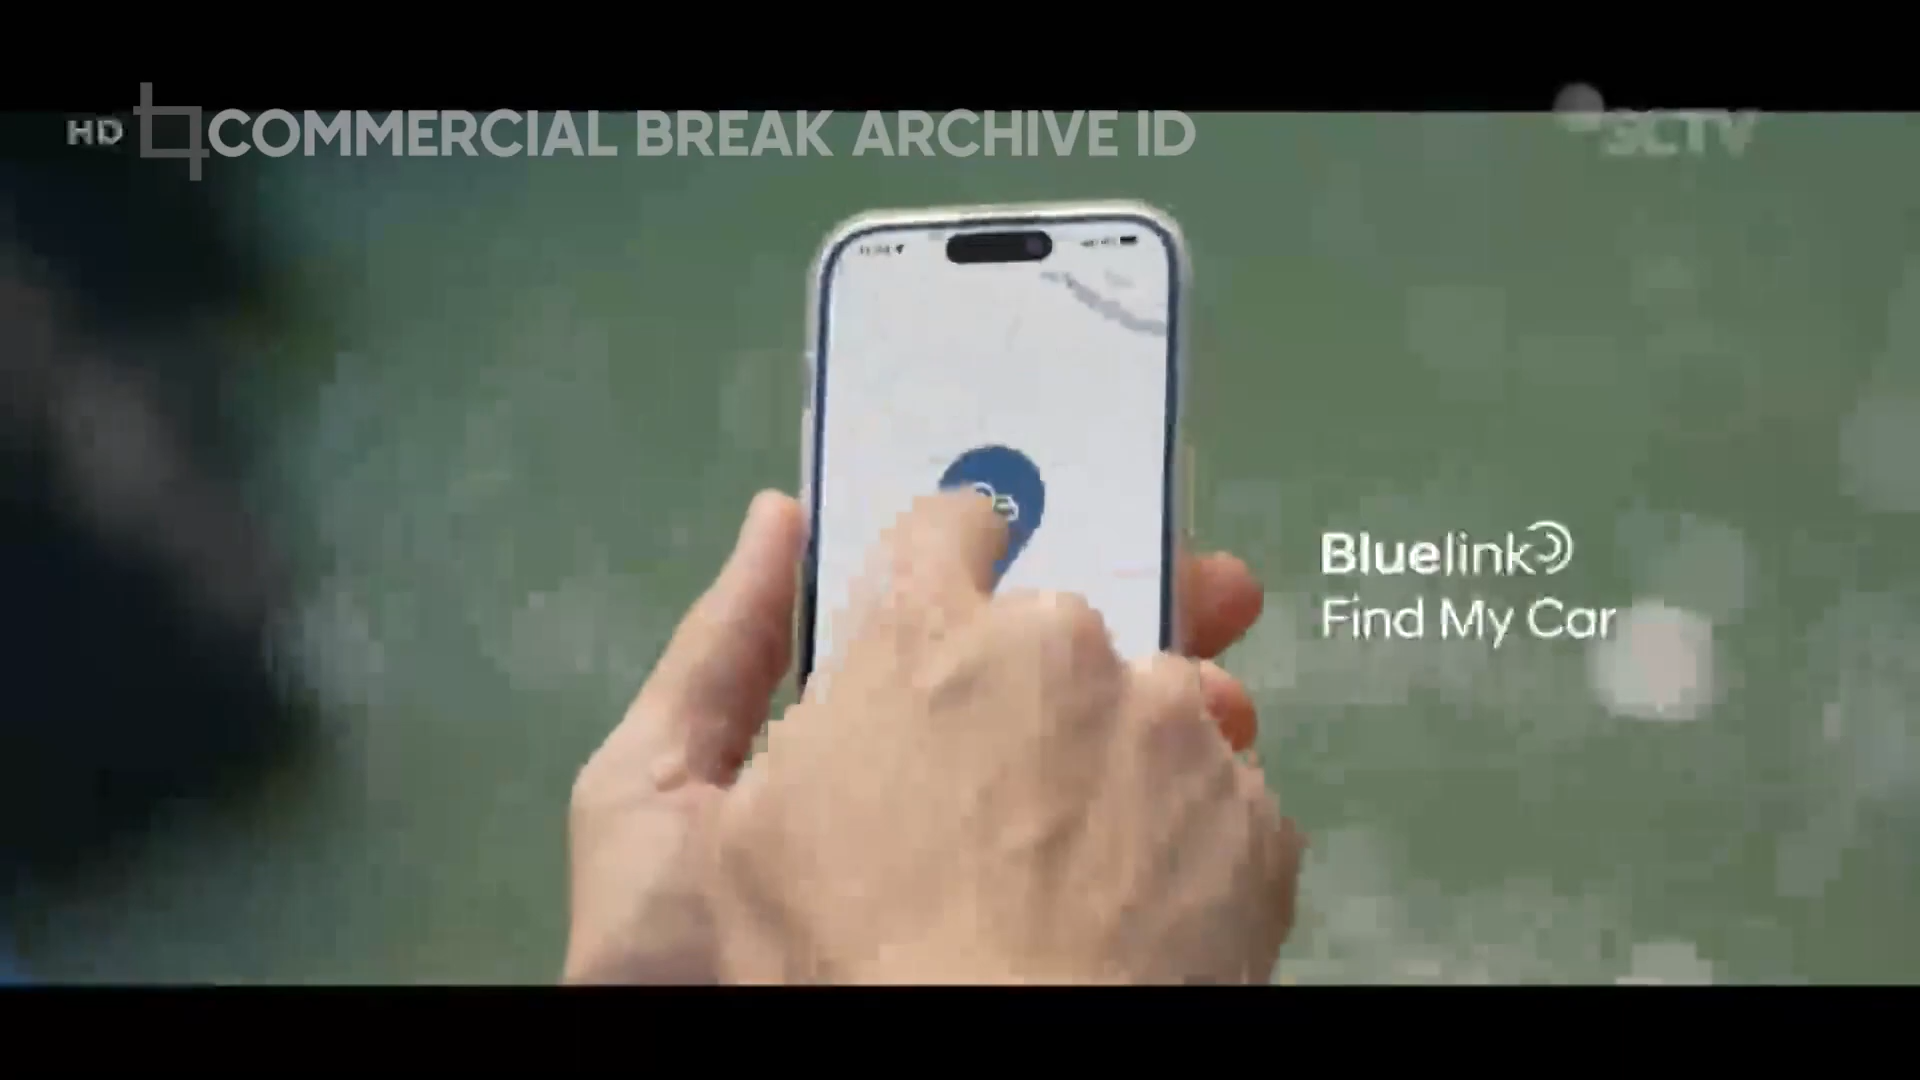 HD
COMMERCIAL BREAK ARCHIVE ID
SCTV
Bluelink
Find My Car